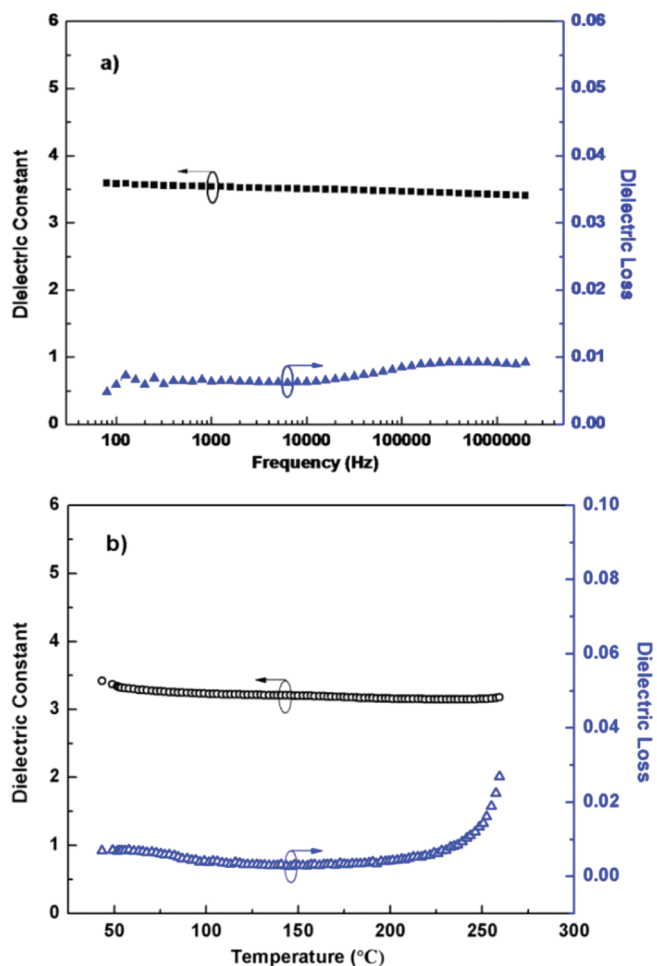 a)
6
5
4
3
2
1
0
Dielectric Constant
0.06
0.05
0.04
0.03
0.02
0.01
0.00
Dielectric Loss
100 1000 10000 100000 1000000
Frequency (Hz)
b)
6
5
4
3
2
1
0
Dielectric Constant
0.10
0.08
0.06
0.04
0.02
0.00
Dielectric Loss
50 100 150 200 250 300
Temperature (°C)